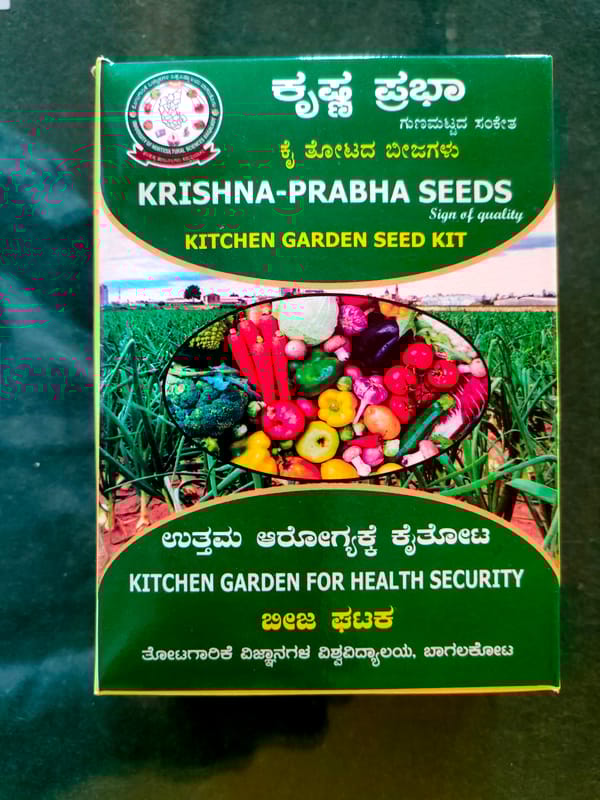 ಕೃಷ್ಣ ಪ್ರಭಾ
ಗುಣಮಟ್ಟದ ಸಂಕೇತ
ಕೈ ತೋಟದ ಬೀಜಗಳು
KRISHNA-PRABHA SEEDS
Sign of quality
KITCHEN GARDEN SEED KIT
ಉತ್ತಮ ಆರೋಗ್ಯಕ್ಕೆ ಕೈತೋಟ
KITCHEN GARDEN FOR HEALTH SECURITY
ಬೀಜ ಘಟಕ
ತೋಟಗಾರಿಕೆ ವಿಜ್ಞಾನಗಳ ವಿಶ್ವವಿದ್ಯಾಲಯ, ಬಾಗಲಕೋಟ